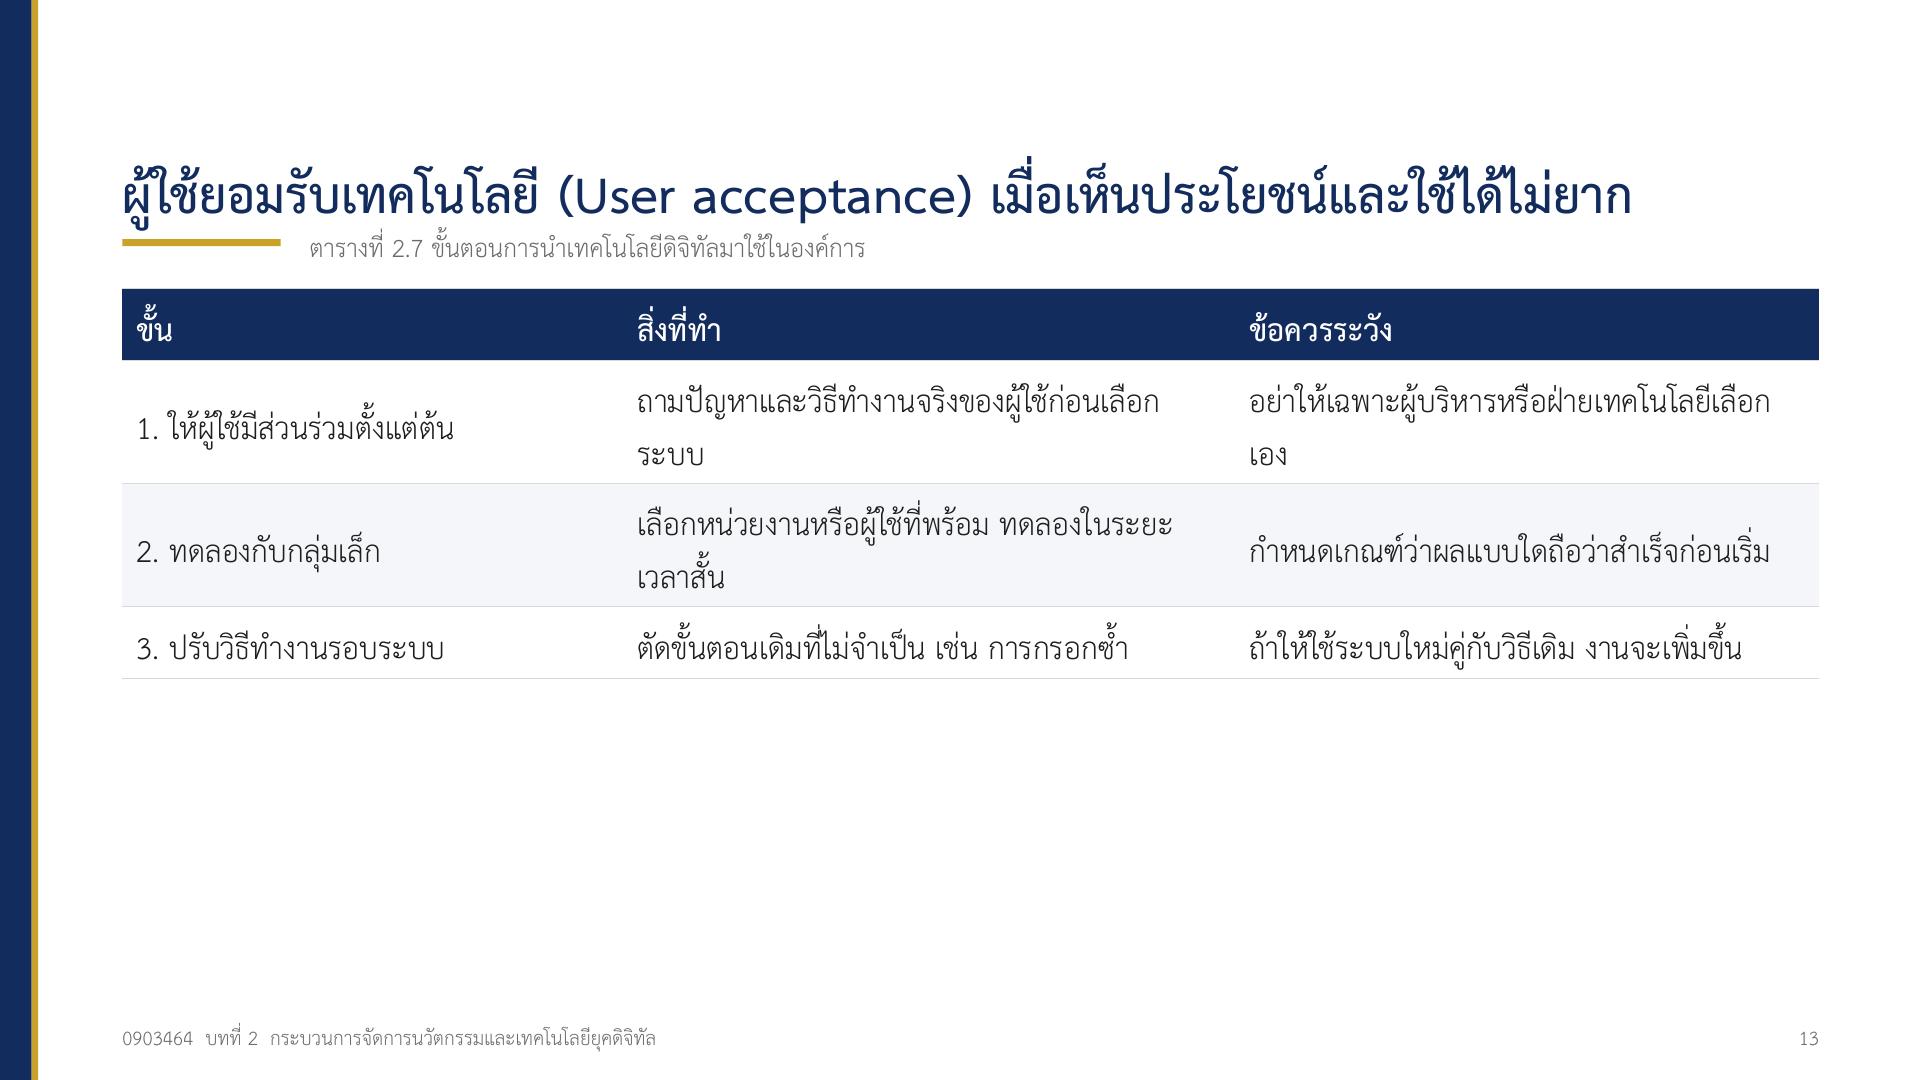 ผู้ใช้ยอมรับเทคโนโลยี (User acceptance) เมื่อเห็นประโยชน์และใช้ได้ไม่ยาก
ตารางที่ 2.7 ขั้นตอนการนำเทคโนโลยีดิจิทัลมาใช้ในองค์การ
ขั้น สิ่งที่ทำ ข้อควรระวัง
1. ให้ผู้ใช้มีส่วนร่วมตั้งแต่ต้น
ถามปัญหาและวิธีทำงานจริงของผู้ใช้ก่อนเลือก
ระบบ
อย่าให้เฉพาะผู้บริหารหรือฝ่ายเทคโนโลยีเลือก
เอง
2. ทดลองกับกลุ่มเล็ก
เลือกหน่วยงานหรือผู้ใช้ที่พร้อม ทดลองในระยะ
เวลาสั้น
กำหนดเกณฑ์ว่าผลแบบใดถือว่าสำเร็จก่อนเริ่ม
3. ปรับวิธีทำงานรอบระบบ
ตัดขั้นตอนเดิมที่ไม่จำเป็น เช่น การกรอกซ้ำ
ถ้าให้ใช้ระบบใหม่คู่กับวิธีเดิม งานจะเพิ่มขึ้น
0903464 บทที่ 2 กระบวนการจัดการนวัตกรรมและเทคโนโลยียุคดิจิทัล
13